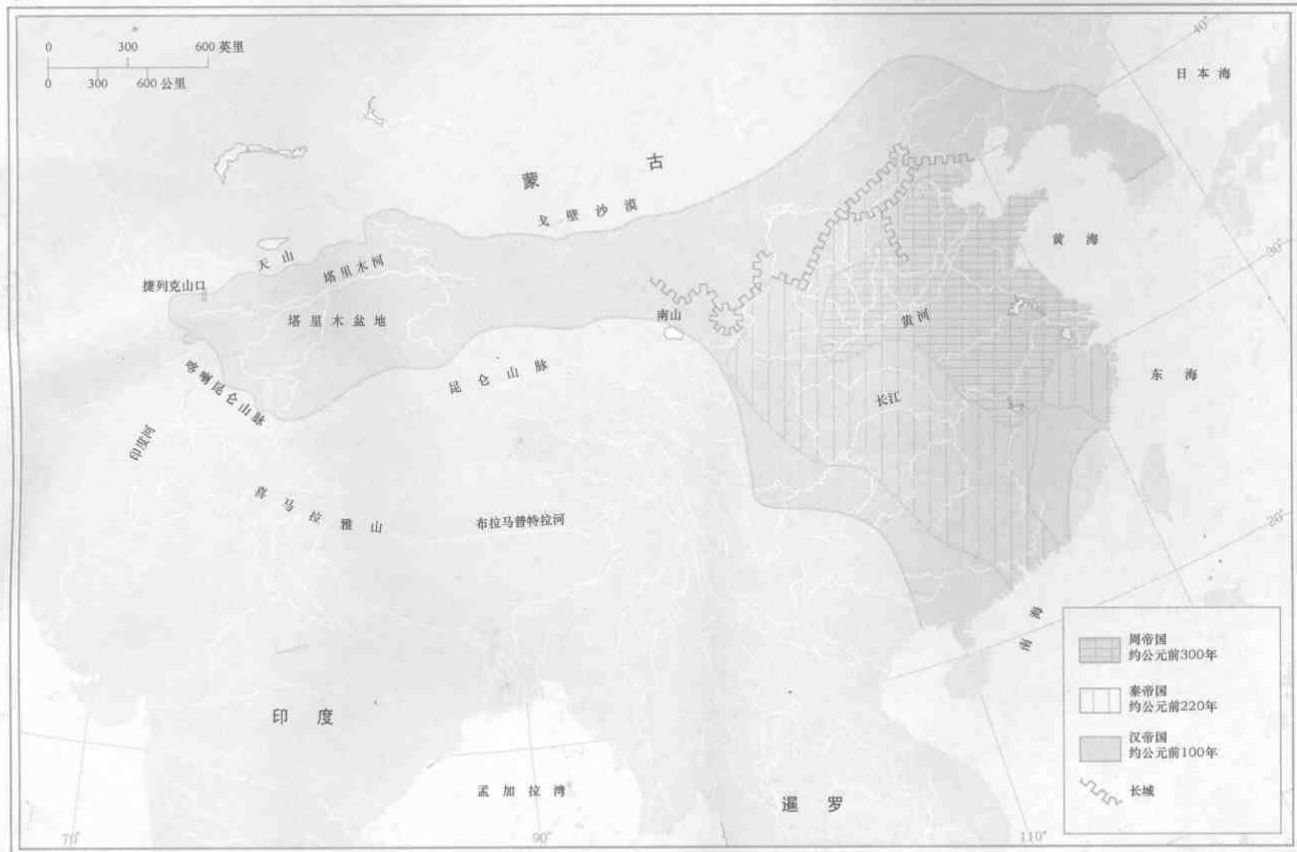 0 300 600 英里
0 300 600 公里
40°
日本海
蒙古
戈壁沙漠
黄海
30°
天山
塔里木河
捷列克山口
塔里木盆地
南山
黄河
东海
喀喇昆仑山脉
昆仑山脉
长江
印度河
喜马拉雅山
布拉马普特拉河
20°
南海
周帝国
约公元前300年
秦帝国
约公元前220年
汉帝国
约公元前100年
长城
印度
孟加拉湾
暹罗
70°
90°
110°